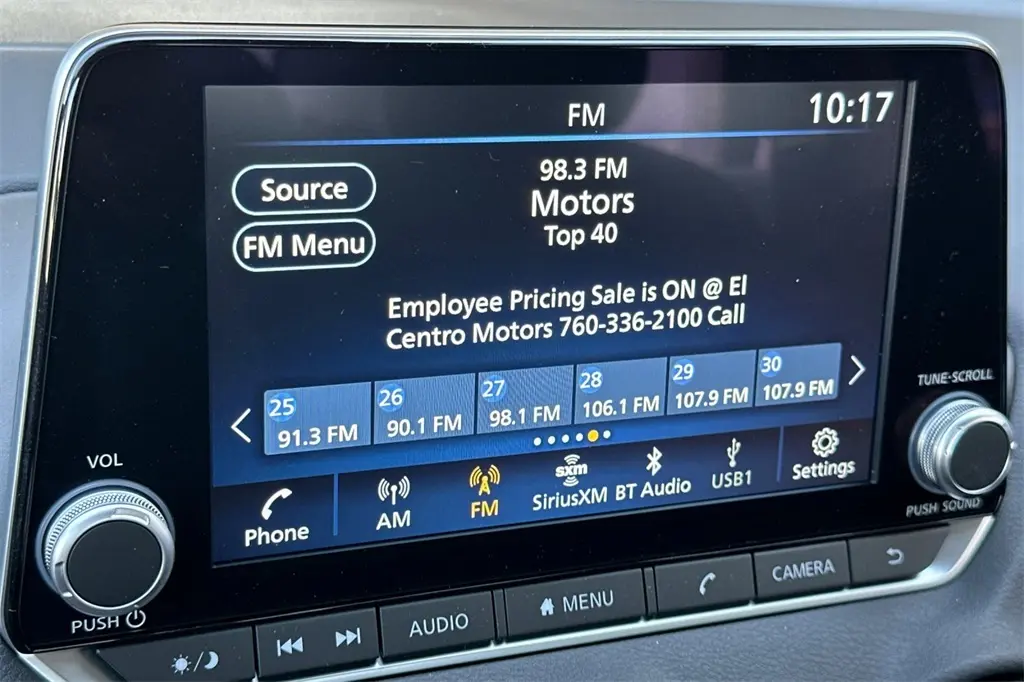 FM
10:17
Source
FM Menu
98.3 FM
Motors
Top 40
Employee Pricing Sale is ON @ El
Centro Motors 760-336-2100 Call
25
91.3 FM
26
90.1 FM
27
98.1 FM
28
106.1 FM
29
107.9 FM
30
107.9 FM
Phone
AM
FM
sxm
SiriusXM
BT Audio
USB1
Settings
VOL
PUSH
TUNE·SCROLL
PUSH SOUND
AUDIO
MENU
CAMERA